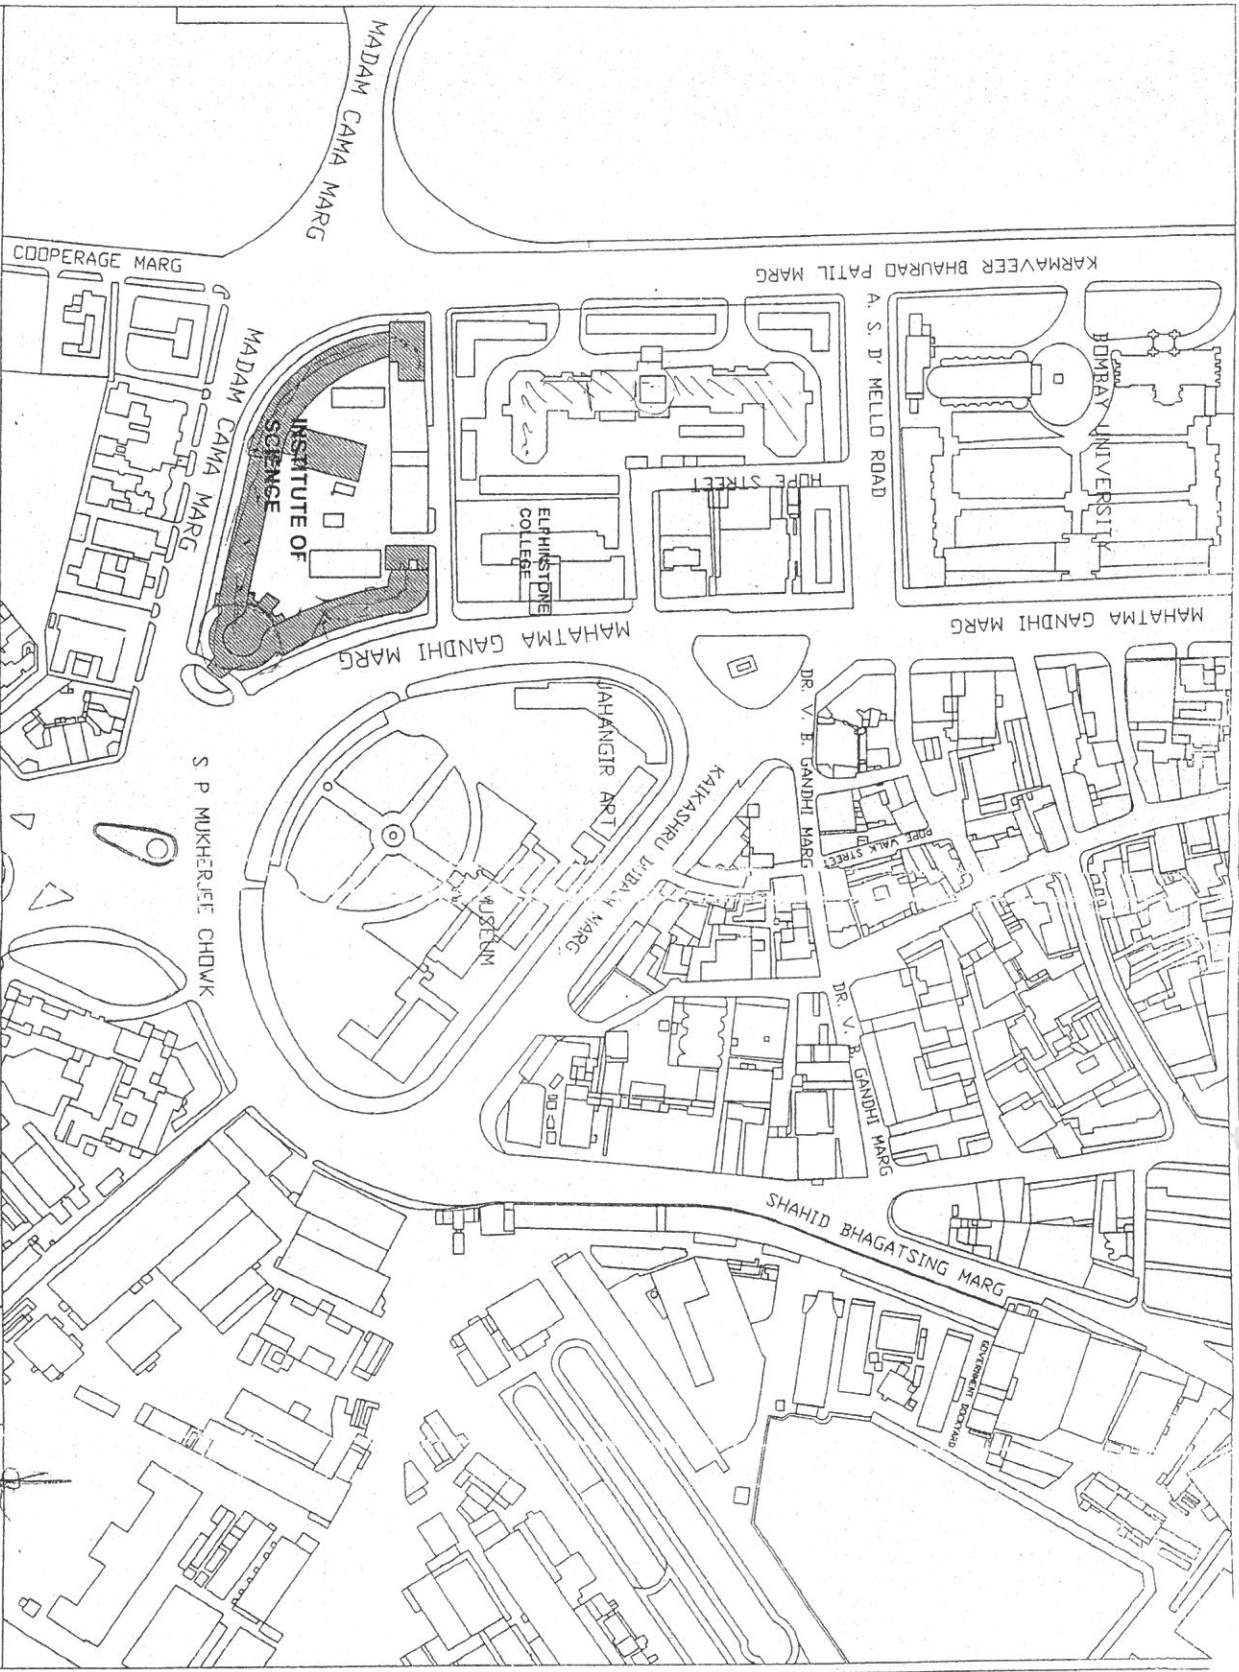 MADAM CAMA MARG
COOPERAGE MARG
KARMAVEER BHAURAO PATIL MARG
MADAM CAMA MARG
INSTITUTE OF
SCIENCE
A. S. D' MELLO ROAD
BOMBAY UNIVERSITY
HOPE STREET
ELPHINSTONE
COLLEGE
MAHATMA GANDHI MARG
MAHATMA GANDHI MARG
JAHANGIR ART
DR. V. B. GANDHI MARG
S P MUKHERJEE CHOWK
KAIKASHRU DUBASH MARG
POPE VALK STREET
MUSEUM
DR. V. B. GANDHI MARG
SHAHID BHAGATSING MARG
GOVERNMENT DOCKYARD